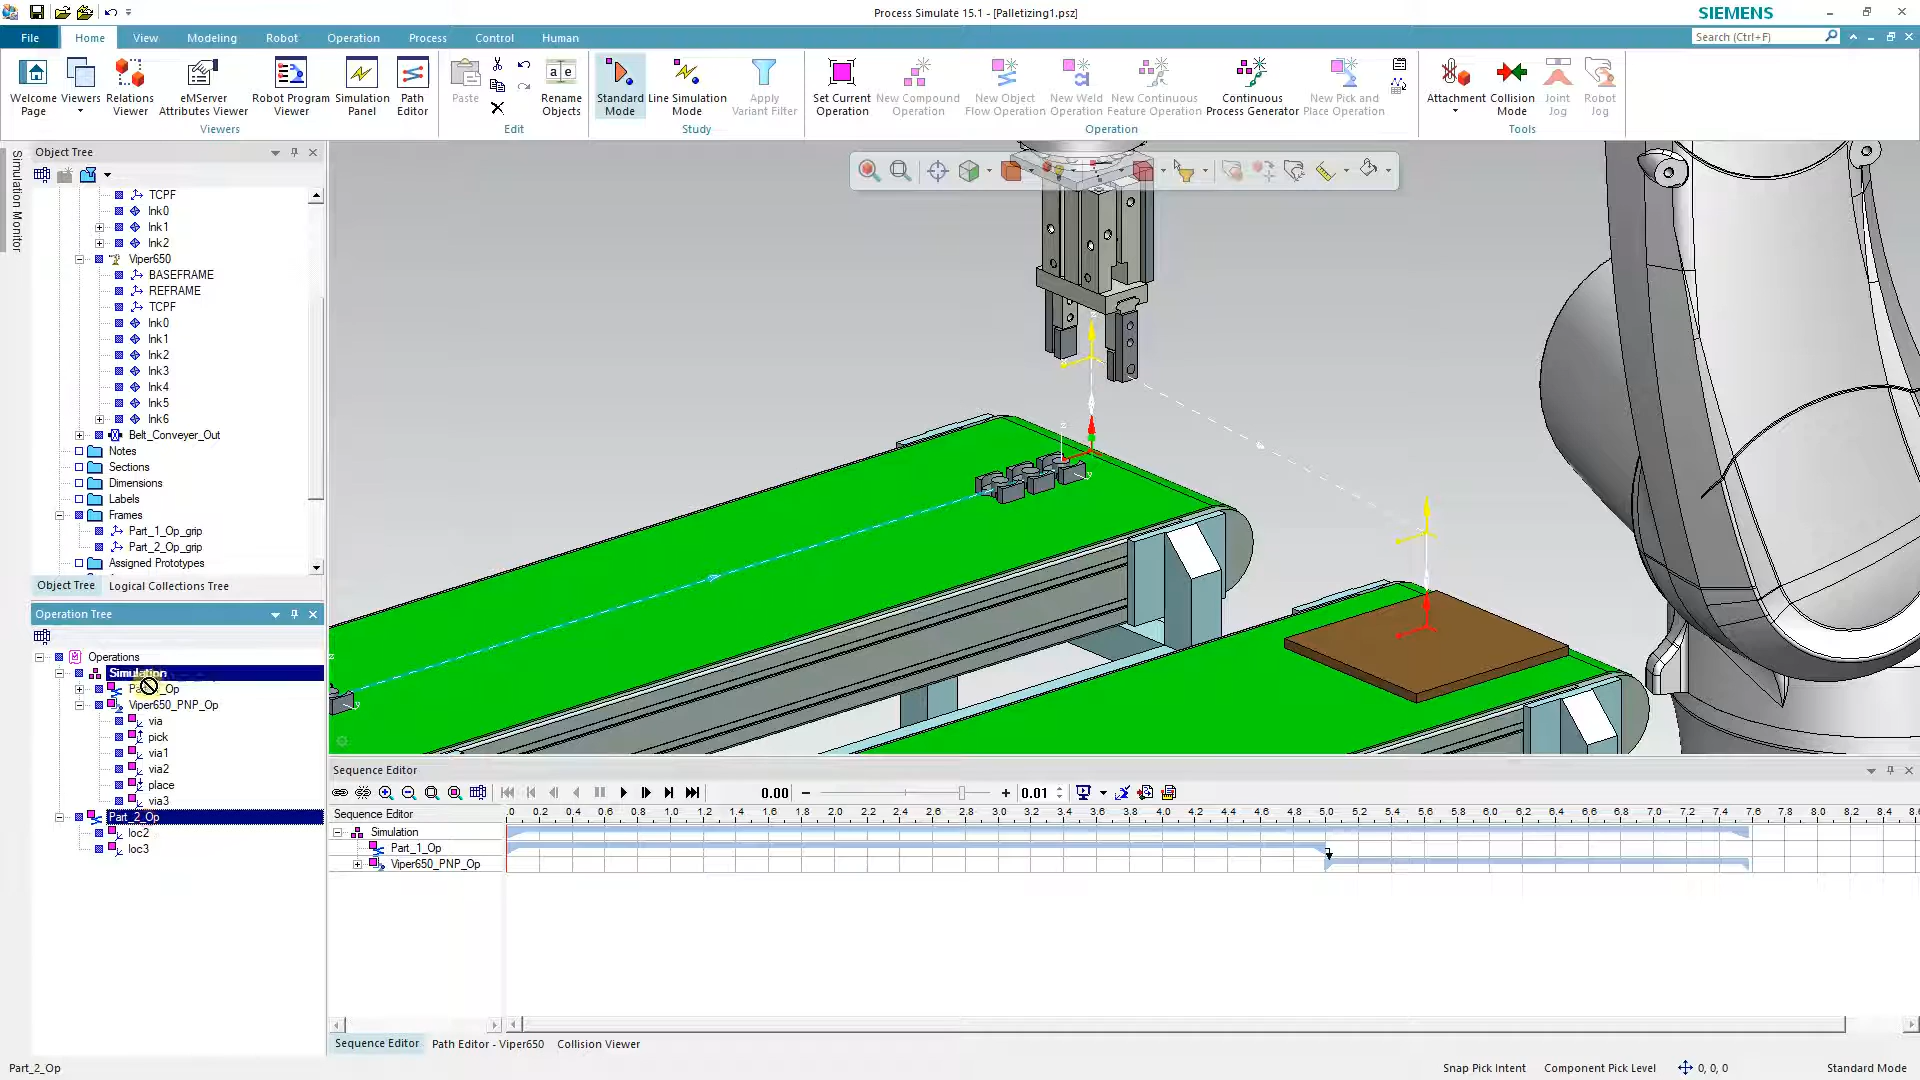 Process Simulate 15.1 - [Palletizing1.psz]
SIEMENS
File Home View Modeling Robot Operation Process Control Human
Search (Ctrl+F)
Welcome Page
Viewers
Relations Viewer
eMServer Attributes Viewer
Robot Program Viewer
Simulation Panel
Path Editor
Paste
Rename Objects
Standard Mode
Line Simulation Mode
Apply Variant Filter
Set Current Operation
New Compound Operation
New Object Flow Operation
New Weld Operation
New Continuous Feature Operation
Continuous Process Generator
New Pick and Place Operation
Attachment
Collision Mode
Joint Jog
Robot Jog
Viewers
Edit
Study
Operation
Tools
Simulation Monitor
Object Tree
TCPF
lnk0
lnk1
lnk2
Viper650
BASEFRAME
REFRAME
TCPF
lnk0
lnk1
lnk2
lnk3
lnk4
lnk5
lnk6
Belt_Conveyer_Out
Notes
Sections
Dimensions
Labels
Frames
Part_1_Op_grip
Part_2_Op_grip
Assigned Prototypes
Object Tree Logical Collections Tree
Operation Tree
Operations
Simulation
Viper650_PNP_Op
via
pick
via1
via2
place
via3
Part_2_Op
loc2
loc3
Sequence Editor
0.00
0.01
Sequence Editor
.0 0.2 0.4 0.6 0.8 1.0 1.2 1.4 1.6 1.8 2.0 2.2 2.4 2.6 2.8 3.0 3.2 3.4 3.6 3.8 4.0 4.2 4.4 4.6 4.8 5.0 5.2 5.4 5.6 5.8 6.0 6.2 6.4 6.6 6.8 7.0 7.2 7.4 7.6 7.8 8.0 8.2 8.4
Simulation
Part_1_Op
Viper650_PNP_Op
Sequence Editor Path Editor - Viper650 Collision Viewer
Part_2_Op
Snap Pick Intent
Component Pick Level
0, 0, 0
Standard Mode